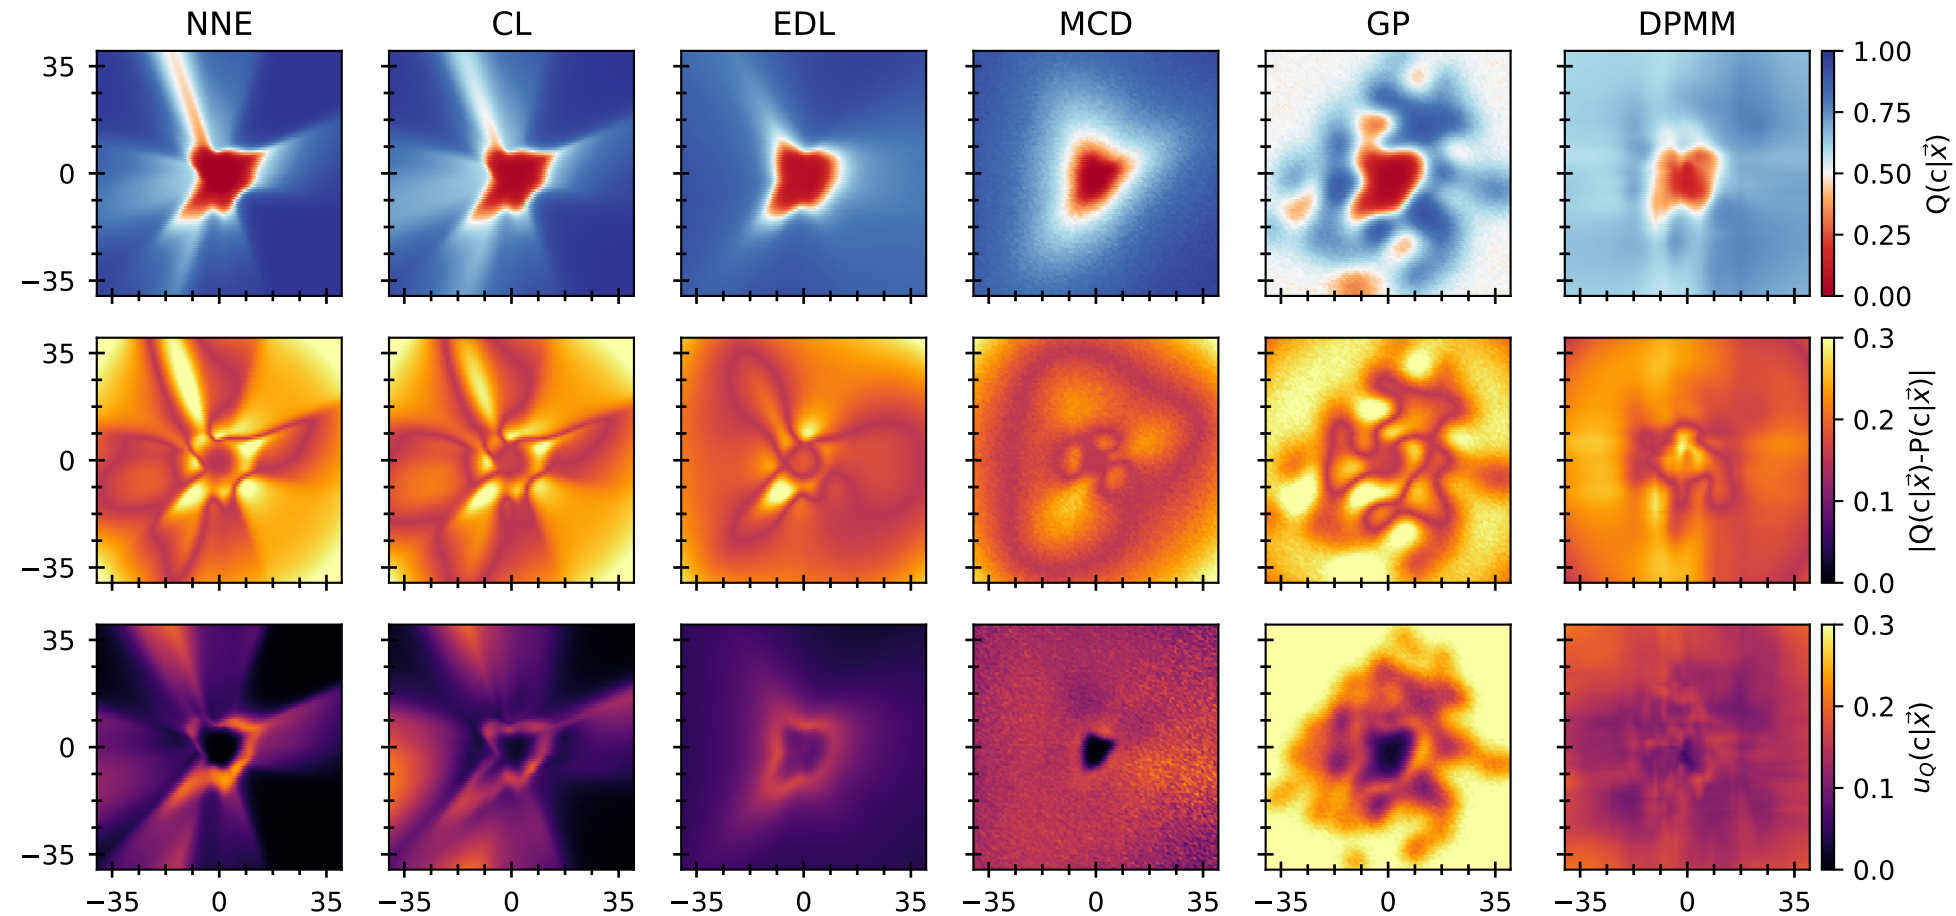 NNE CL EDL MCD GP DPMM
35 1.00
0.75
0 0.50 Q(c|x⃗)
0.25
−35 0.00
35 0.3
0.2
0 |Q(c|x⃗)-P(c|x⃗)|
0.1
−35 0.0
35 0.3
0.2
0 u_Q(c|x⃗)
0.1
−35 0.0
−35 0 35 −35 0 35 −35 0 35 −35 0 35 −35 0 35 −35 0 35